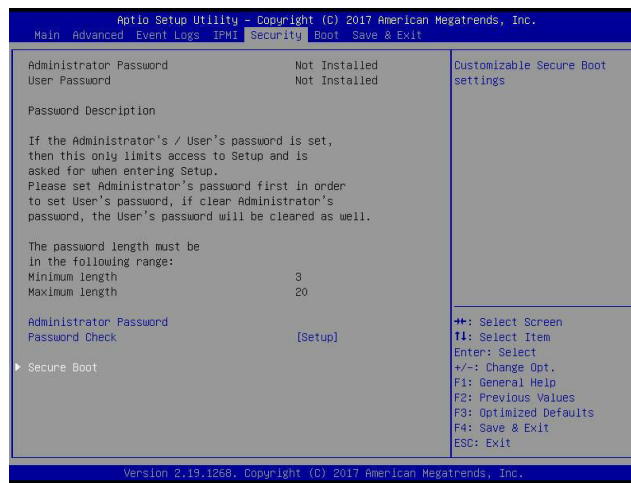 Aptio Setup Utility – Copyright (C) 2017 American Megatrends, Inc.
Main Advanced Event Logs IPMI Security Boot Save & Exit
Administrator Password Not Installed
User Password Not Installed
Password Description
If the Administrator's / User's password is set,
then this only limits access to Setup and is
asked for when entering Setup.
Please set Administrator's password first in order
to set User's password, if clear Administrator's
password, the User's password will be cleared as well.
The password length must be
in the following range:
Minimum length 3
Maximum length 20
Administrator Password
Password Check [Setup]
▶ Secure Boot
Customizable Secure Boot
settings
→←: Select Screen
↑↓: Select Item
Enter: Select
+/-: Change Opt.
F1: General Help
F2: Previous Values
F3: Optimized Defaults
F4: Save & Exit
ESC: Exit
Version 2.19.1268. Copyright (C) 2017 American Megatrends, Inc.